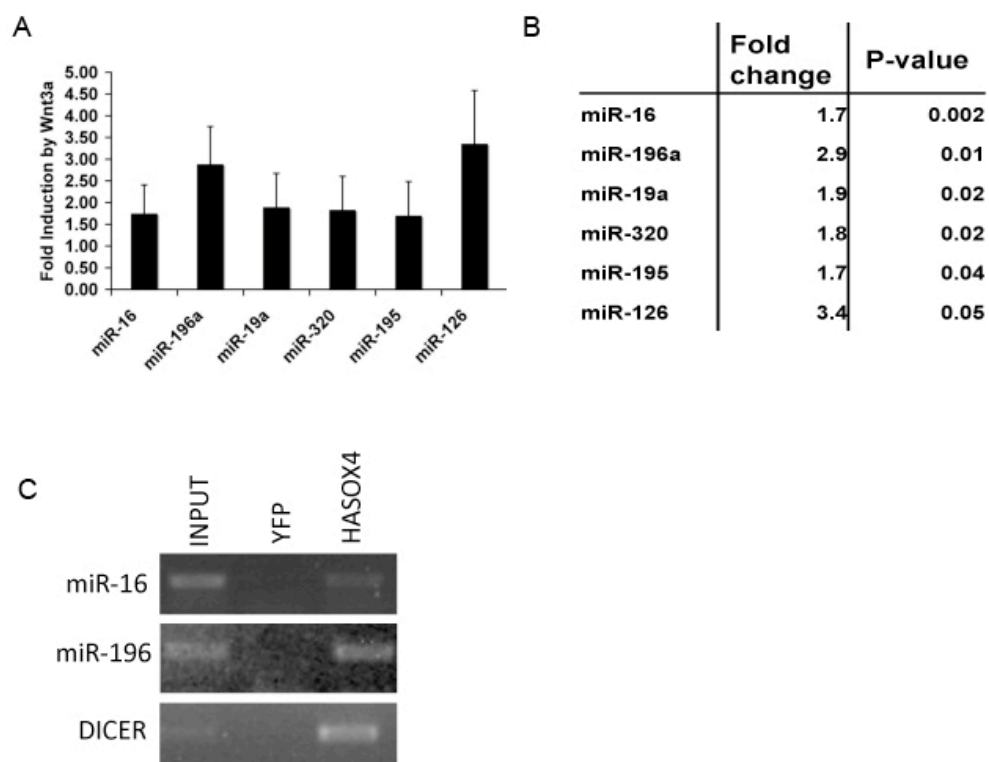 A
Fold Induction by Wnt3a
5.00
4.50
4.00
3.50
3.00
2.50
2.00
1.50
1.00
0.50
0.00
miR-16
miR-196a
miR-19a
miR-320
miR-195
miR-126
B
Fold change P-value
miR-16 1.7 0.002
miR-196a 2.9 0.01
miR-19a 1.9 0.02
miR-320 1.8 0.02
miR-195 1.7 0.04
miR-126 3.4 0.05
C
INPUT
YFP
HASOX4
miR-16
miR-196
DICER